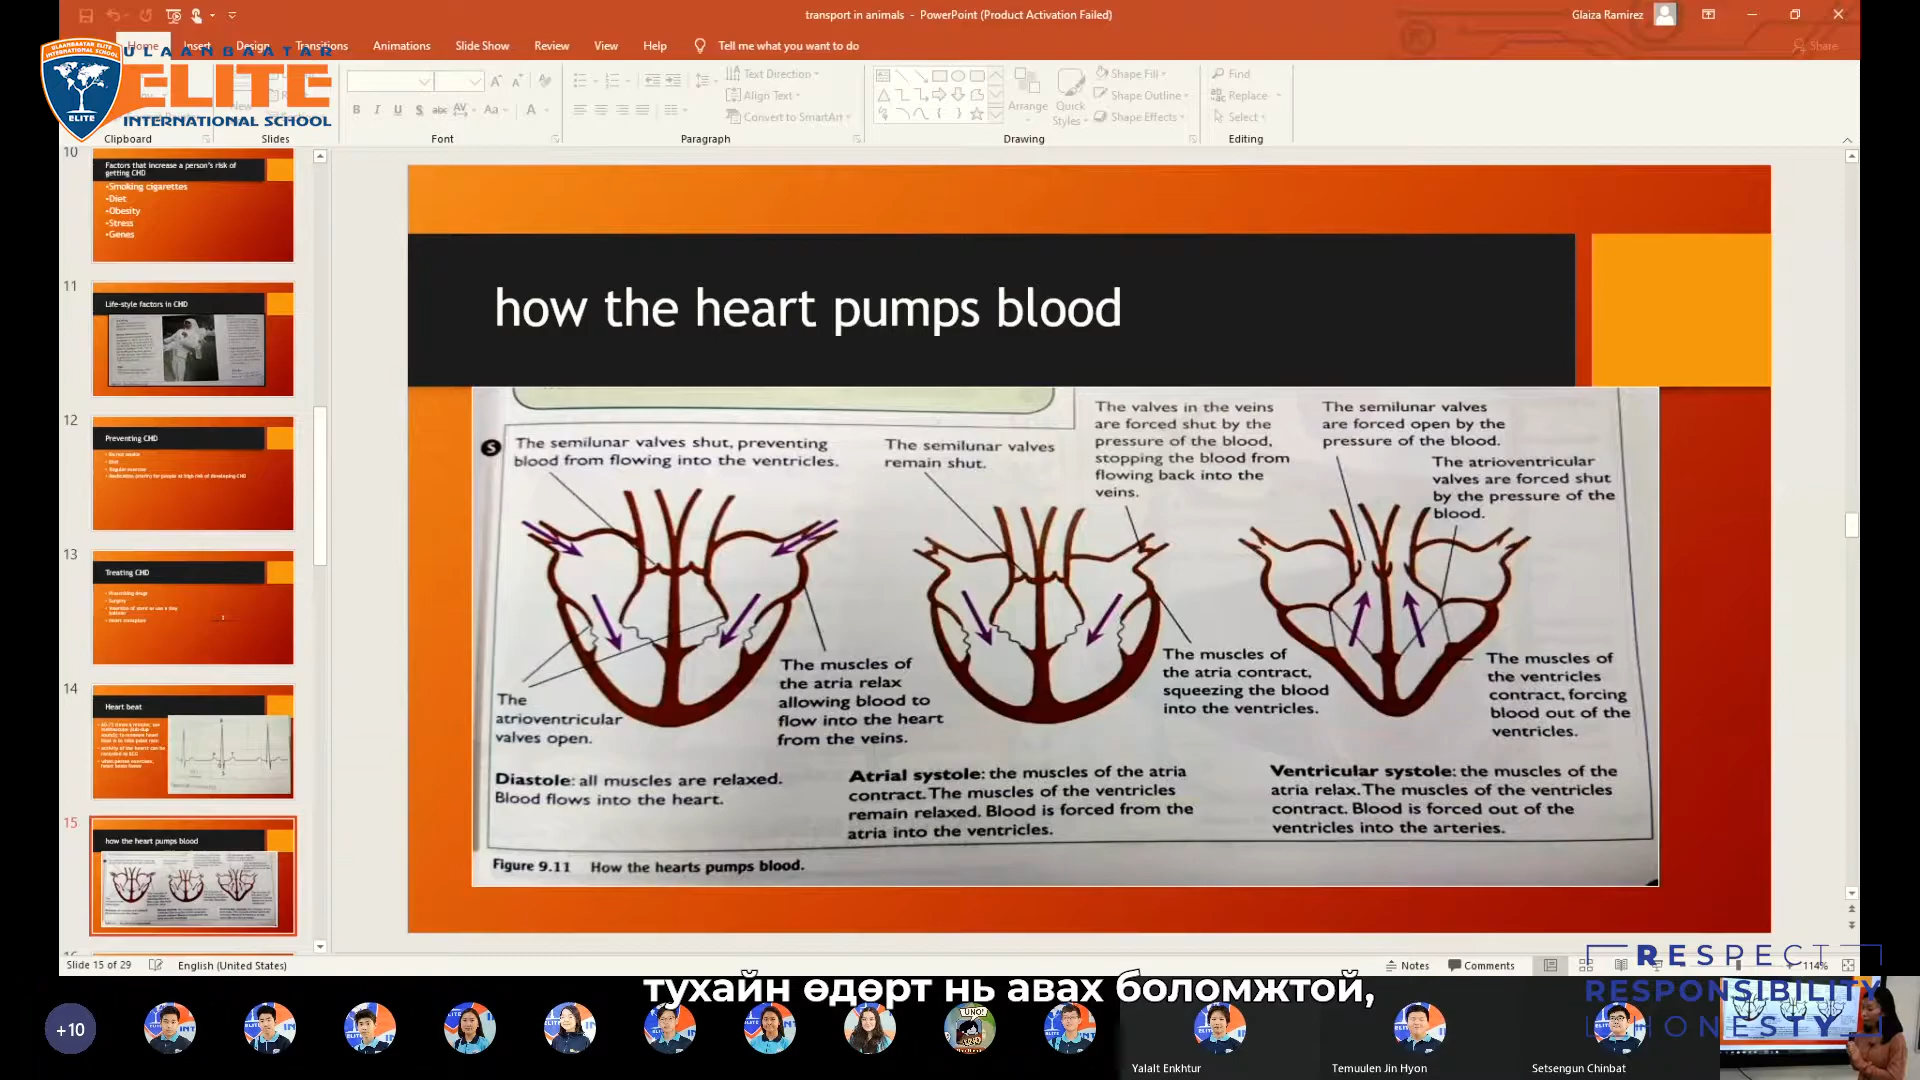 transport in animals - PowerPoint (Product Activation Failed)
Glaiza Ramirez
Home Insert Design Transitions Animations Slide Show Review View Help Tell me what you want to do
Share
ULAANBAATAR
ELITE
INTERNATIONAL SCHOOL
ELITE
Text Direction
Align Text
Convert to SmartArt
Arrange
Quick
Styles
Shape Fill
Shape Outline
Shape Effects
Find
Replace
Select
Clipboard
Slides
Font
Paragraph
Drawing
Editing
10
Factors that increase a person's risk of
getting CHD
•Smoking cigarettes
•Diet
•Obesity
•Stress
•Genes
11
Life-style factors in CHD
12
Preventing CHD
13
Treating CHD
14
Heart beat
15
how the heart pumps blood
how the heart pumps blood
S
The semilunar valves shut, preventing
blood from flowing into the ventricles.
The semilunar valves
remain shut.
The valves in the veins
are forced shut by the
pressure of the blood,
stopping the blood from
flowing back into the
veins.
The semilunar valves
are forced open by the
pressure of the blood.
The atrioventricular
valves are forced shut
by the pressure of the
blood.
The
atrioventricular
valves open.
The muscles of
the atria relax
allowing blood to
flow into the heart
from the veins.
The muscles of
the atria contract,
squeezing the blood
into the ventricles.
The muscles of
the ventricles
contract, forcing
blood out of the
ventricles.
Diastole: all muscles are relaxed.
Blood flows into the heart.
Atrial systole: the muscles of the atria
contract. The muscles of the ventricles
remain relaxed. Blood is forced from the
atria into the ventricles.
Ventricular systole: the muscles of the
atria relax. The muscles of the ventricles
contract. Blood is forced out of the
ventricles into the arteries.
Figure 9.11 How the hearts pumps blood.
Slide 15 of 29
English (United States)
Notes
Comments
114%
RESPECT
RESPONSIBILITY
HONESTY
тухайн өдөрт нь авах боломжтой,
+10
UNO!
Yalalt Enkhtur
Temuulen Jin Hyon
Setsengun Chinbat